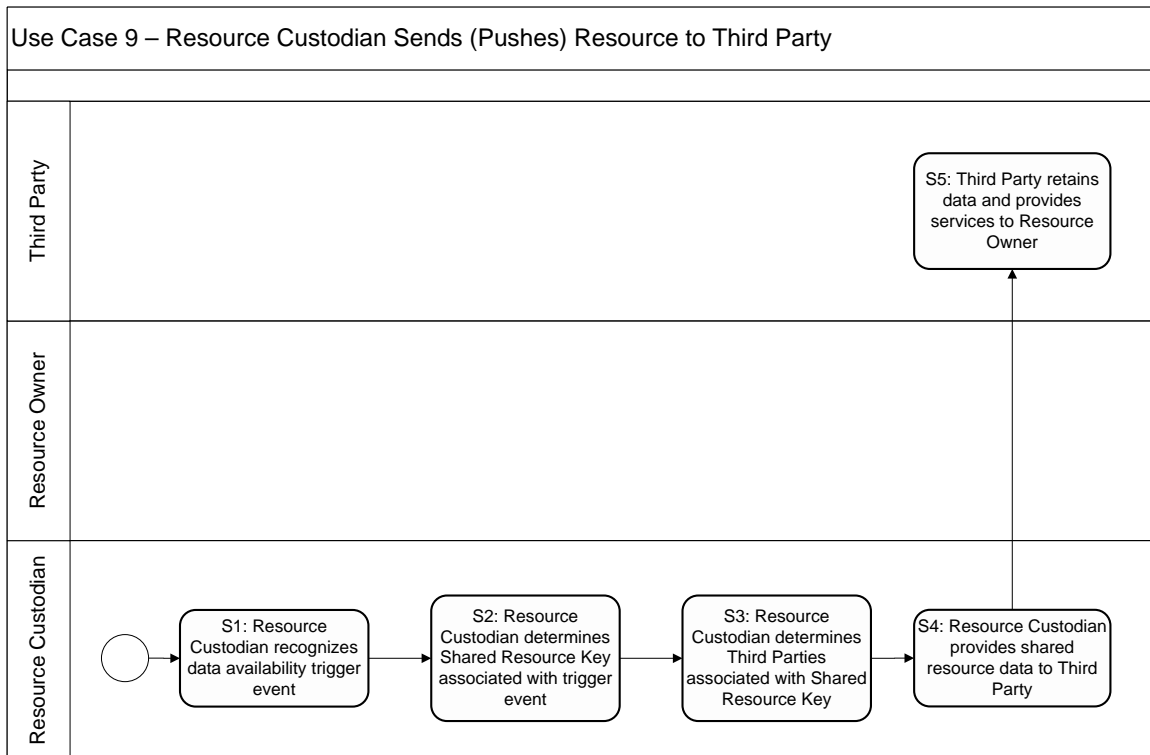 Use Case 9 – Resource Custodian Sends (Pushes) Resource to Third Party
Third Party
S5: Third Party retains
data and provides
services to Resource
Owner
Resource Owner
Resource Custodian
S1: Resource
Custodian recognizes
data availability trigger
event
S2: Resource
Custodian determines
Shared Resource Key
associated with trigger
event
S3: Resource
Custodian determines
Third Parties
associated with Shared
Resource Key
S4: Resource Custodian
provides shared
resource data to Third
Party